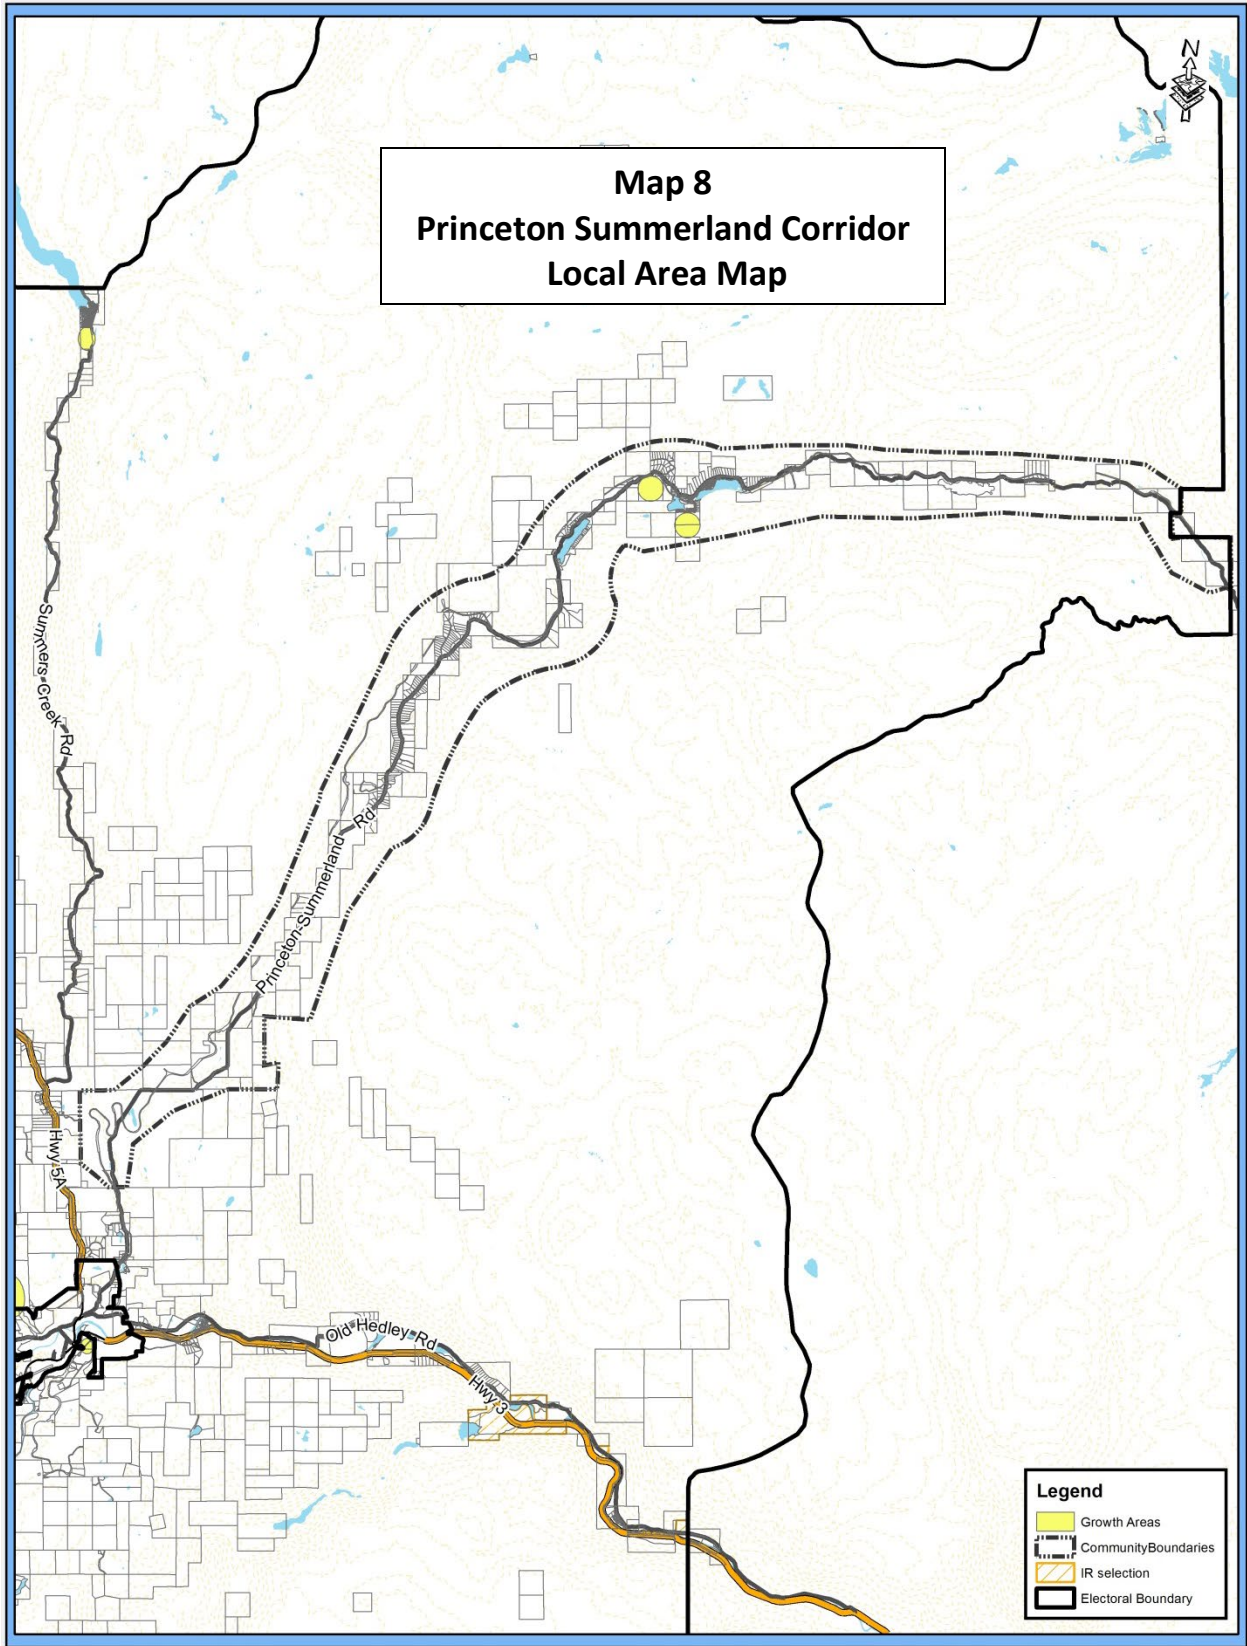 N
Map 8
Princeton Summerland Corridor
Local Area Map
Summers Creek Rd
Princeton-Summerland Rd
Hwy 5A
Old Hedley Rd
Hwy 3
Legend
Growth Areas
CommunityBoundaries
IR selection
Electoral Boundary